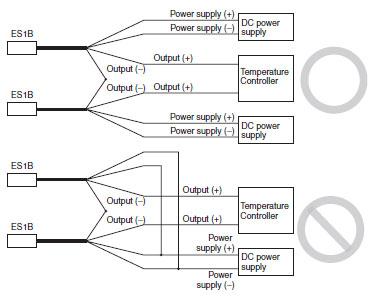 Power supply (+)
ES1B
Power supply (–)
DC power
supply
Output (+)
Output (–)
Temperature
Controller
Output (–)
Output (+)
ES1B
Power supply (+)
Power supply (–)
DC power
supply
ES1B
Output (+)
Output (–)
Temperature
Controller
Output (–)
Output (+)
ES1B
Power
supply (+)
DC power
supply
Power
supply (–)